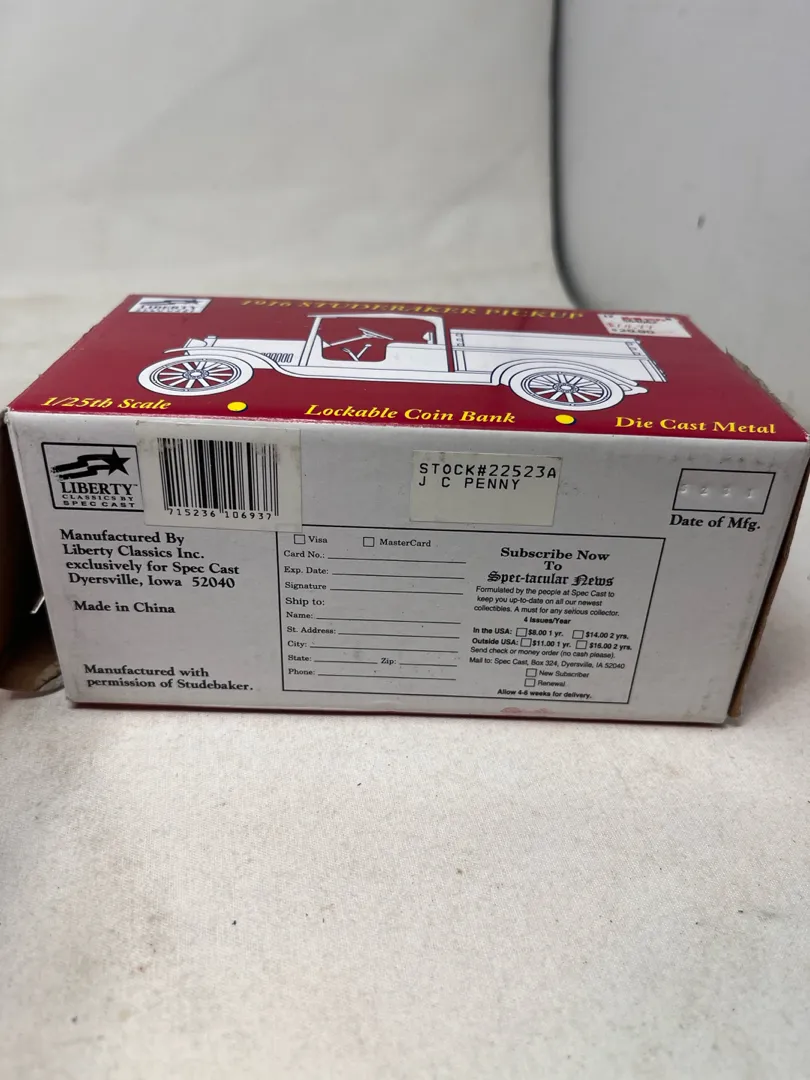 LIBERTY
1916 STUDEBAKER PICKUP
1/25th Scale
Lockable Coin Bank
Die Cast Metal
LIBERTY
CLASSICS BY
SPEC CAST
715236 106937
STOCK#22523A
J C PENNY
Date of Mfg.
Manufactured By
Liberty Classics Inc.
exclusively for Spec Cast
Dyersville, Iowa 52040
Made in China
Manufactured with
permission of Studebaker.
Visa
MasterCard
Card No.:
Exp. Date:
Signature
Ship to:
Name:
St. Address:
City:
State:
Zip:
Phone:
Subscribe Now
To
Spec-tacular News
Formulated by the people at Spec Cast to
keep you up-to-date on all our newest
collectibles. A must for any serious collector.
4 issues/Year
In the USA: $8.00 1 yr. $14.00 2 yrs.
Outside USA: $11.00 1 yr. $16.00 2 yrs.
Send check or money order (no cash please).
Mail to: Spec Cast, Box 324, Dyersville, IA 52040
New Subscriber
Renewal
Allow 4-6 weeks for delivery.